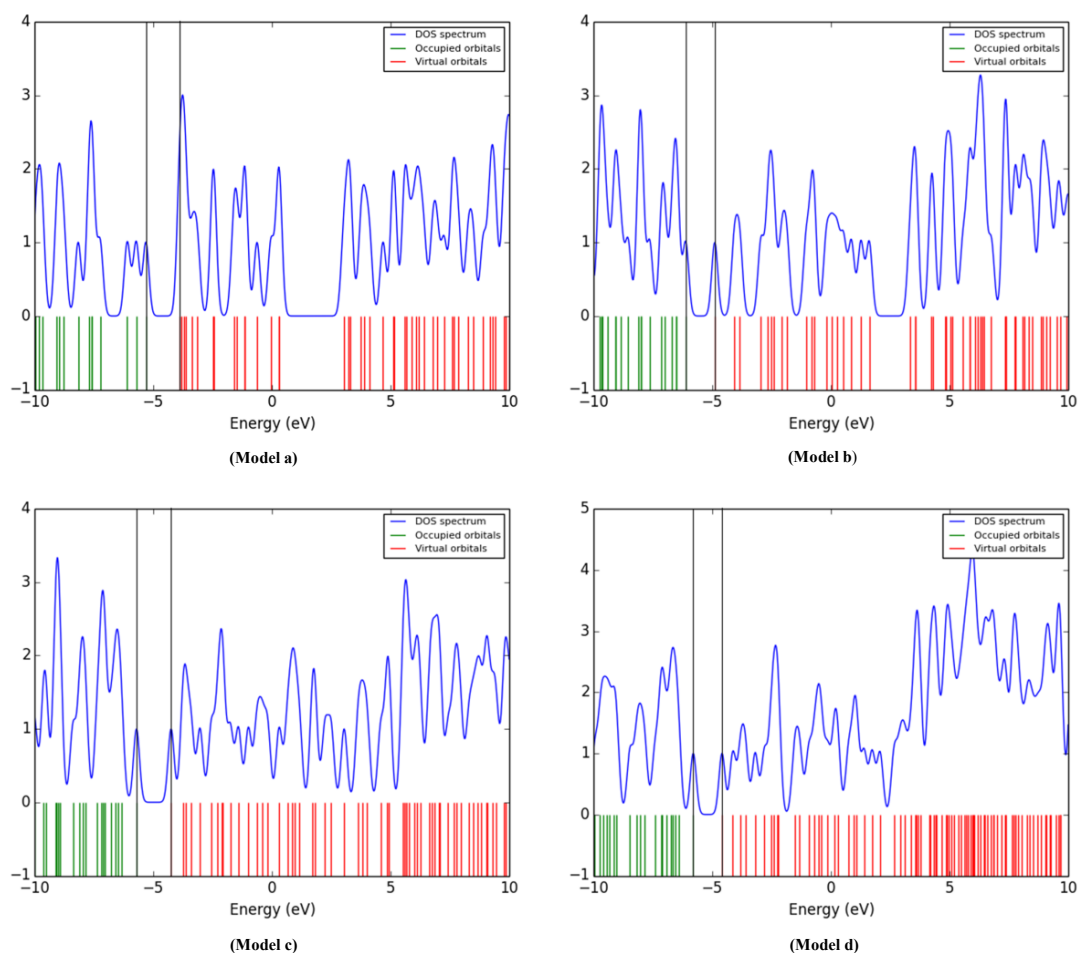 4
3
2
1
0
−1
−10
−5
0
5
10
Energy (eV)
DOS spectrum
Occupied orbitals
Virtual orbitals
(Model a)
4
3
2
1
0
−1
−10
−5
0
5
10
Energy (eV)
DOS spectrum
Occupied orbitals
Virtual orbitals
(Model b)
4
3
2
1
0
−1
−10
−5
0
5
10
Energy (eV)
DOS spectrum
Occupied orbitals
Virtual orbitals
(Model c)
5
4
3
2
1
0
−1
−10
−5
0
5
10
Energy (eV)
DOS spectrum
Occupied orbitals
Virtual orbitals
(Model d)